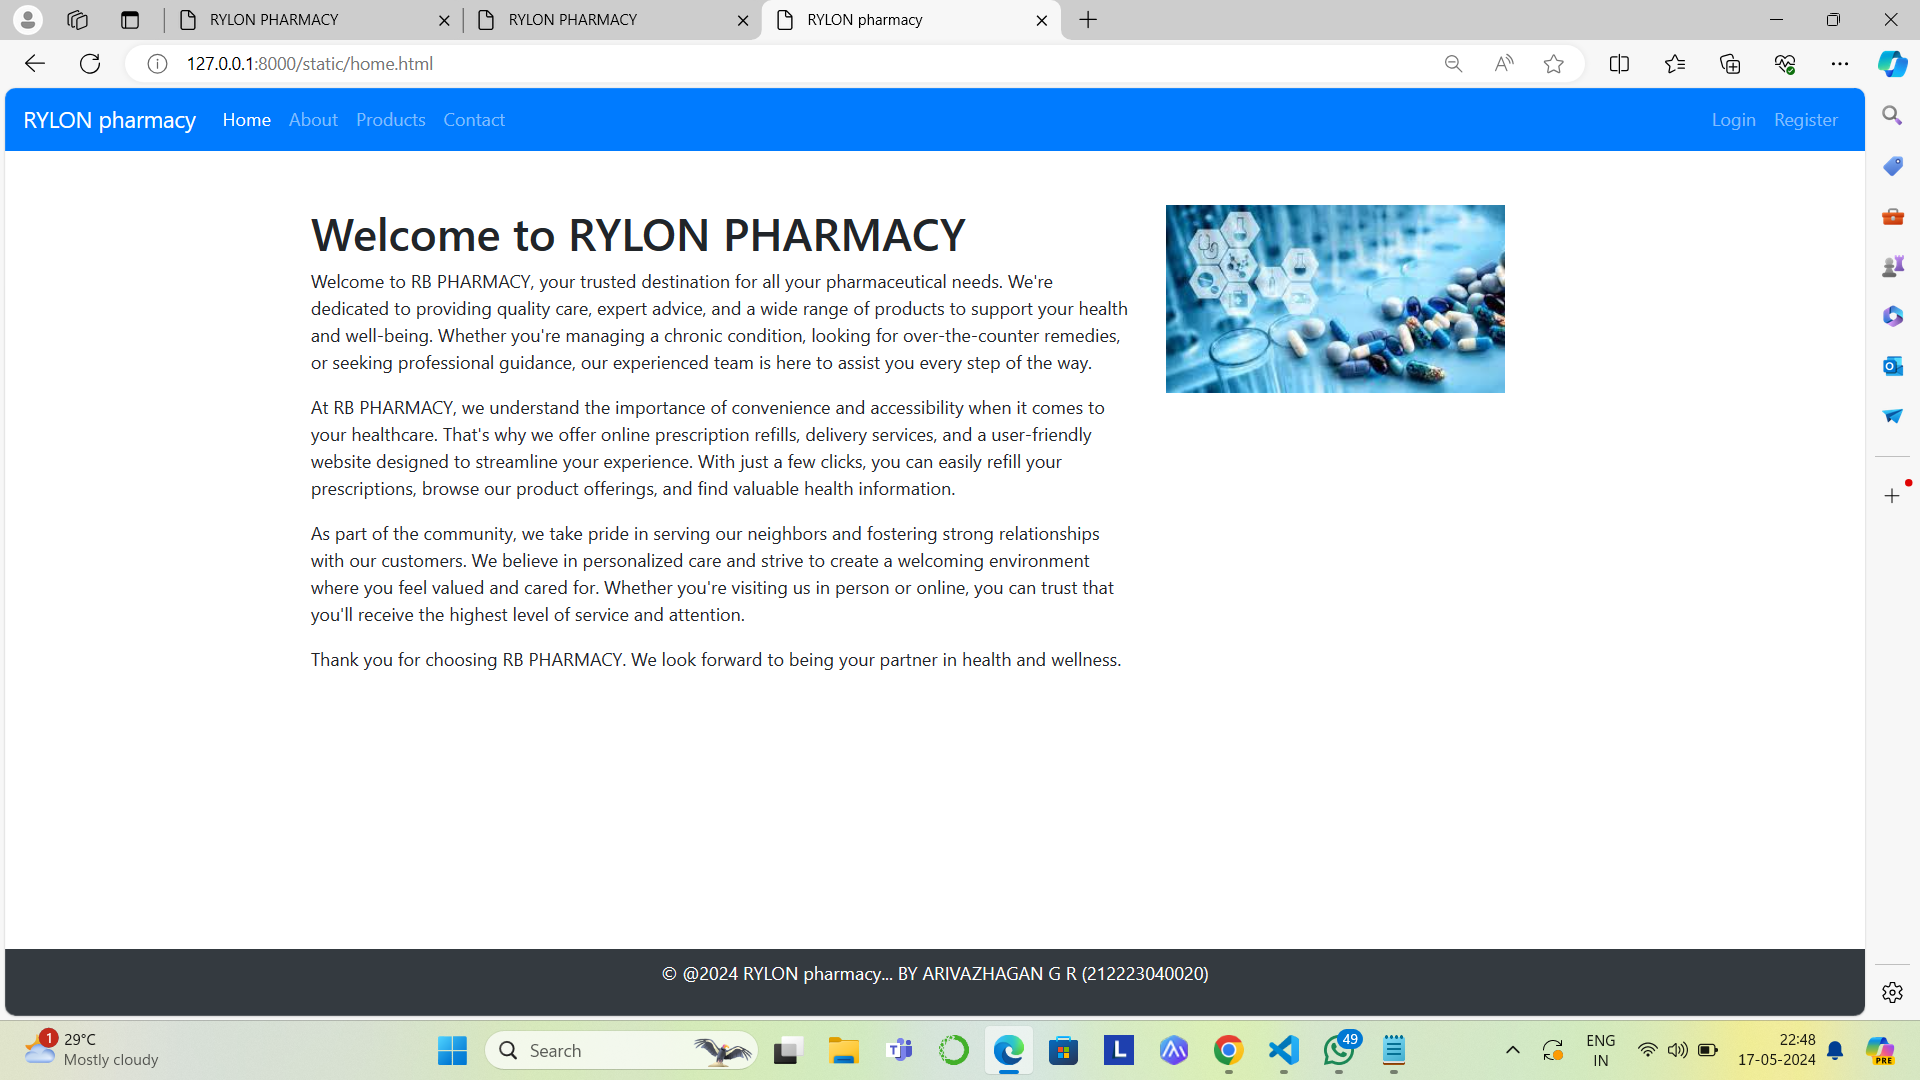 RYLON PHARMACY
RYLON PHARMACY
RYLON pharmacy
127.0.0.1:8000/static/home.html
RYLON pharmacy Home About Products Contact Login Register
Welcome to RYLON PHARMACY
Welcome to RB PHARMACY, your trusted destination for all your pharmaceutical needs. We're
dedicated to providing quality care, expert advice, and a wide range of products to support your health
and well-being. Whether you're managing a chronic condition, looking for over-the-counter remedies,
or seeking professional guidance, our experienced team is here to assist you every step of the way.
At RB PHARMACY, we understand the importance of convenience and accessibility when it comes to
your healthcare. That's why we offer online prescription refills, delivery services, and a user-friendly
website designed to streamline your experience. With just a few clicks, you can easily refill your
prescriptions, browse our product offerings, and find valuable health information.
As part of the community, we take pride in serving our neighbors and fostering strong relationships
with our customers. We believe in personalized care and strive to create a welcoming environment
where you feel valued and cared for. Whether you're visiting us in person or online, you can trust that
you'll receive the highest level of service and attention.
Thank you for choosing RB PHARMACY. We look forward to being your partner in health and wellness.
© @2024 RYLON pharmacy... BY ARIVAZHAGAN G R (212223040020)
1
29°C
Mostly cloudy
Search
L
49
ENG
IN
22:48
17-05-2024
PRE